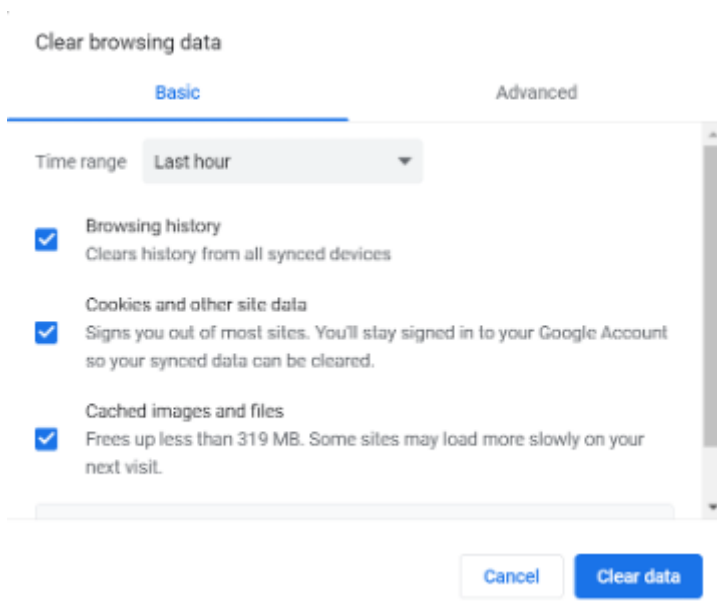 Clear browsing data
Basic
Advanced
Time range
Last hour
Browsing history
Clears history from all synced devices
Cookies and other site data
Signs you out of most sites. You'll stay signed in to your Google Account
so your synced data can be cleared.
Cached images and files
Frees up less than 319 MB. Some sites may load more slowly on your
next visit.
Cancel
Clear data